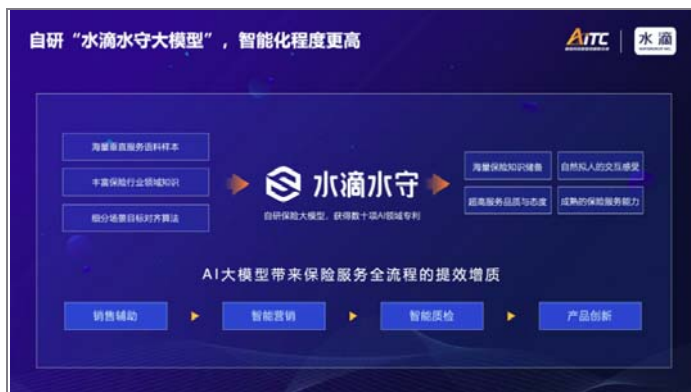 自研“水滴水守大模型”，智能化程度更高
AiTC
水滴
海量垂直服务语料样本
丰富保险行业领域知识
细分场景目标对齐算法
水滴水守
自研保险大模型，获得数十项AI领域专利
海量保险知识储备
自然拟人的交互感受
超高服务品质与态度
成熟的保险服务能力
AI大模型带来保险服务全流程的提效增质
销售辅助
智能营销
智能质检
产品创新